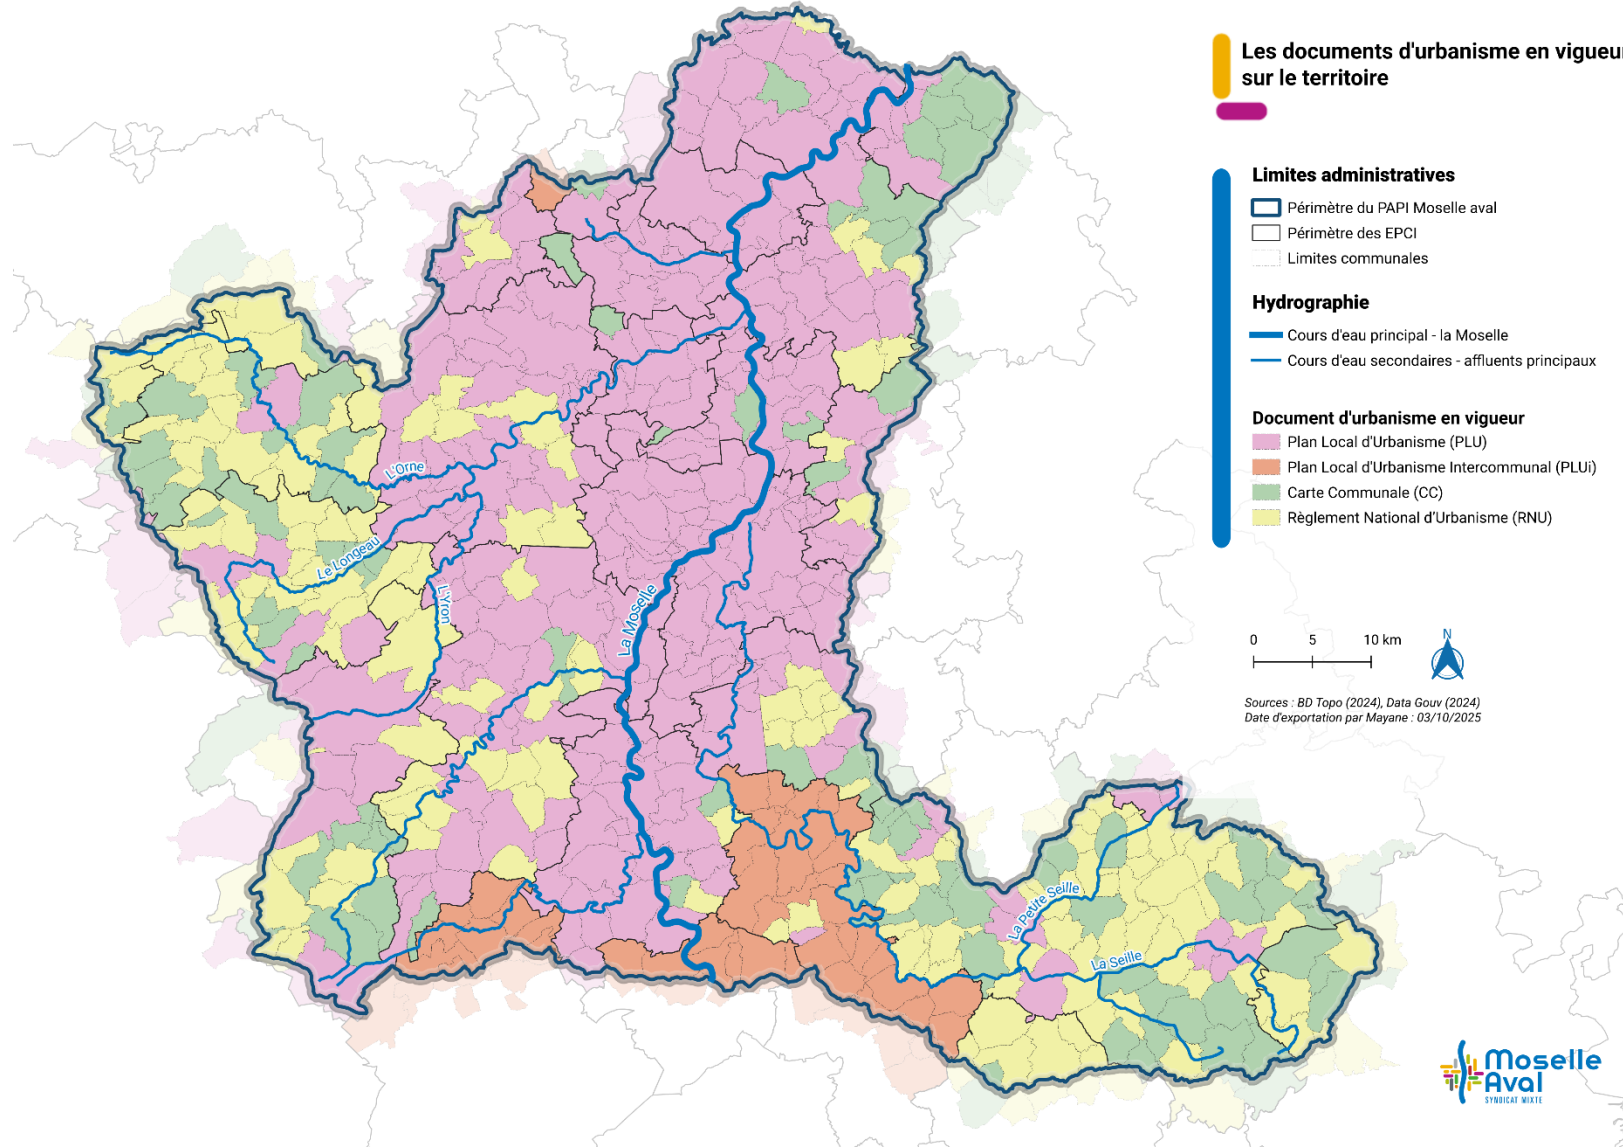 Les documents d'urbanisme en vigueur
sur le territoire
Limites administratives
Périmètre du PAPI Moselle aval
Périmètre des EPCI
Limites communales
Hydrographie
Cours d'eau principal - la Moselle
Cours d'eau secondaires - affluents principaux
Document d'urbanisme en vigueur
Plan Local d'Urbanisme (PLU)
Plan Local d'Urbanisme Intercommunal (PLUi)
Carte Communale (CC)
Règlement National d'Urbanisme (RNU)
L'Orne
Le Longeau
L'Yron
La Moselle
La Petite Seille
La Seille
0 5 10 km
N
Sources : BD Topo (2024), Data Gouv (2024)
Date d'exportation par Mayane : 03/10/2025
Moselle
Aval
SYNDICAT MIXTE